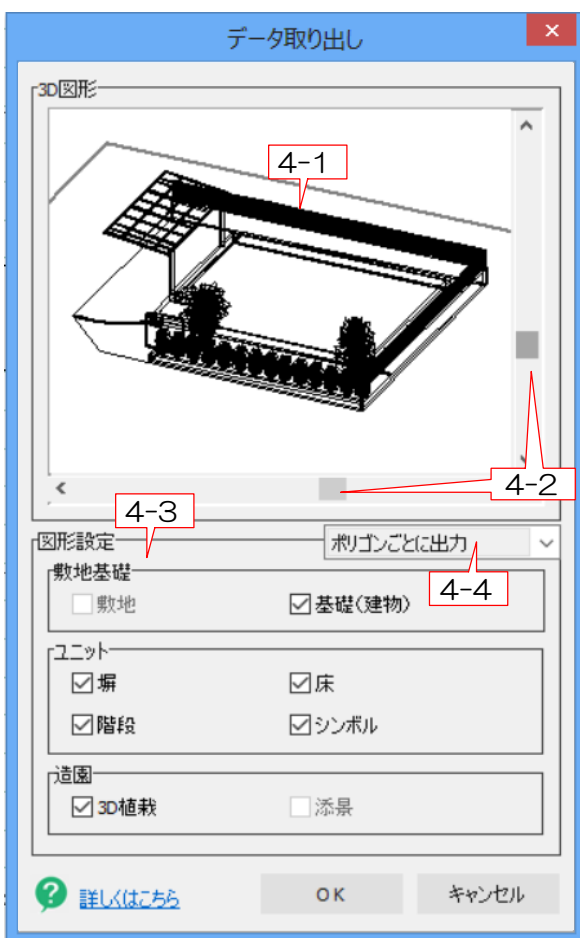 データ取り出し
3D図形
4-1
4-2
4-3
図形設定
ポリゴンごとに出力
4-4
敷地基礎
敷地
基礎(建物)
ユニット
塀
床
階段
シンボル
造園
3D植栽
添景
詳しくはこちら
OK
キャンセル